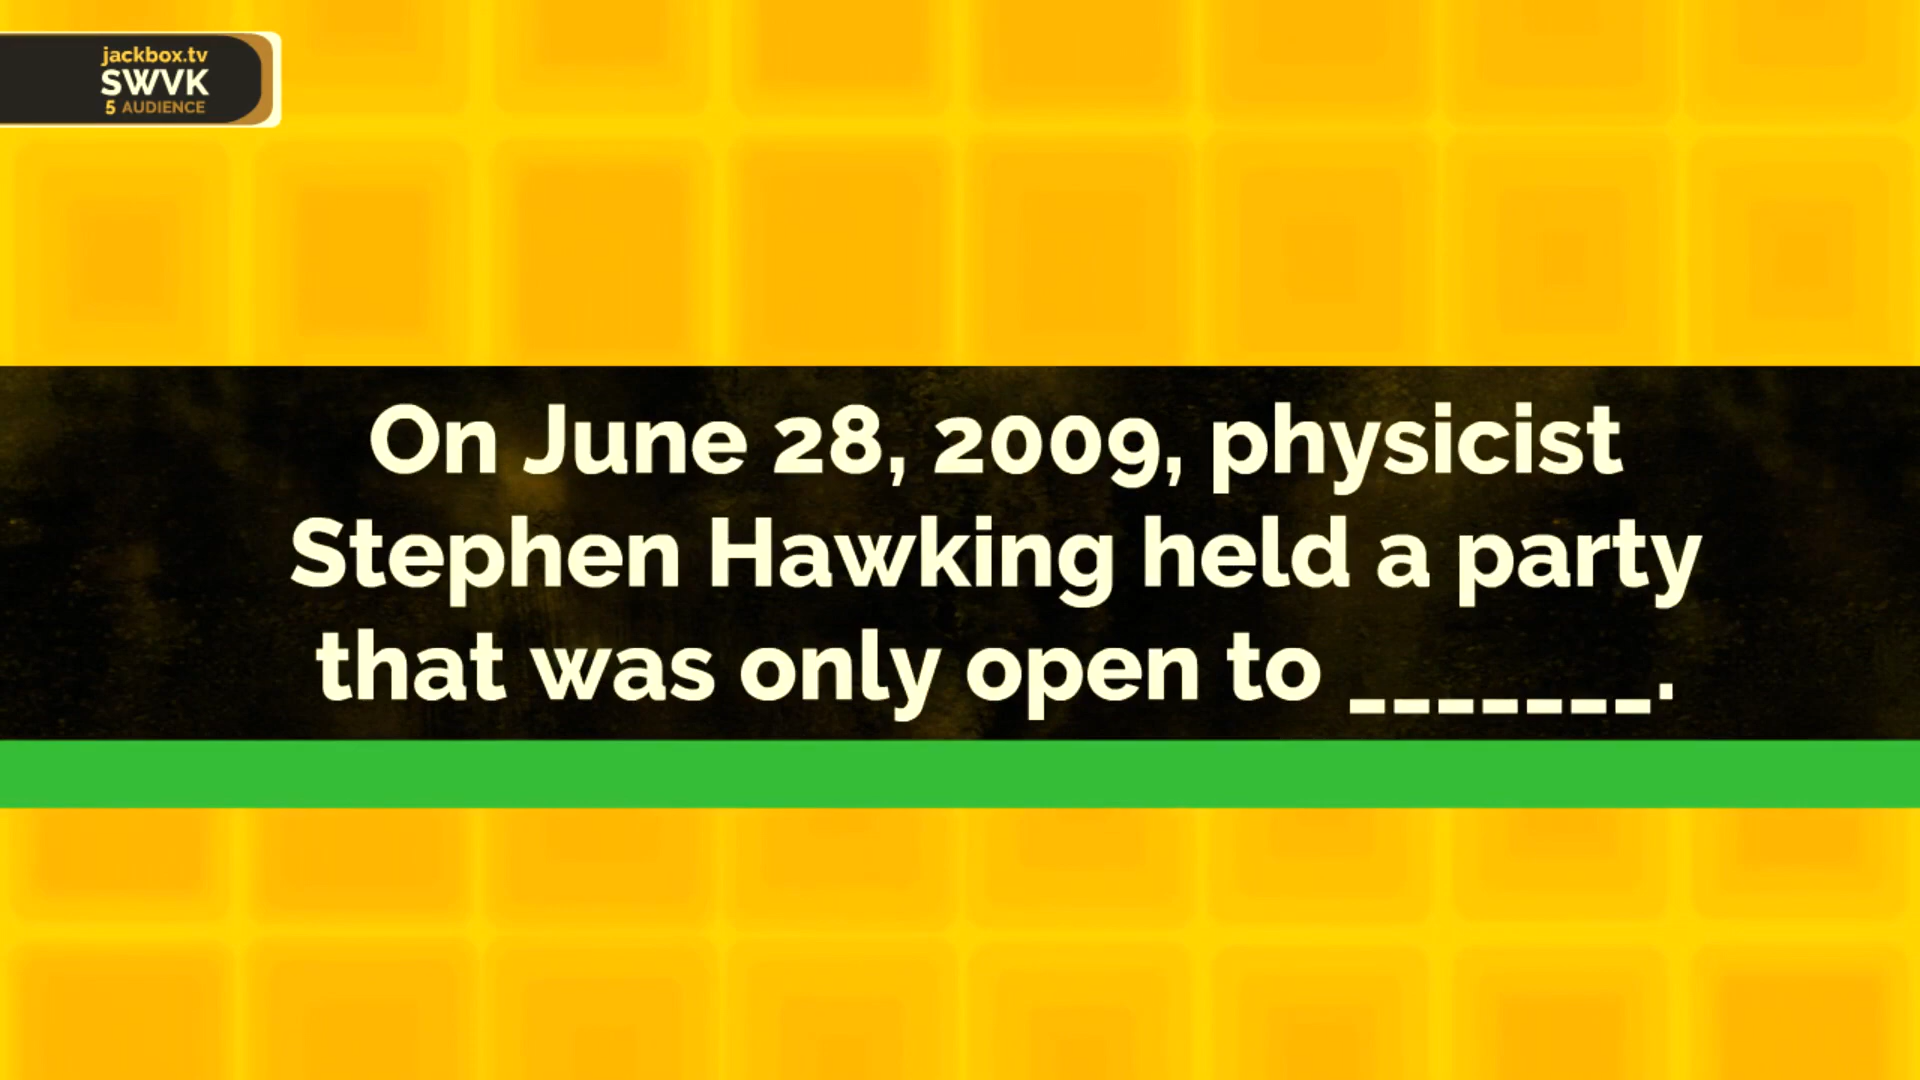 jackbox.tv
SWVK
5 AUDIENCE
On June 28, 2009, physicist
Stephen Hawking held a party
that was only open to _______.